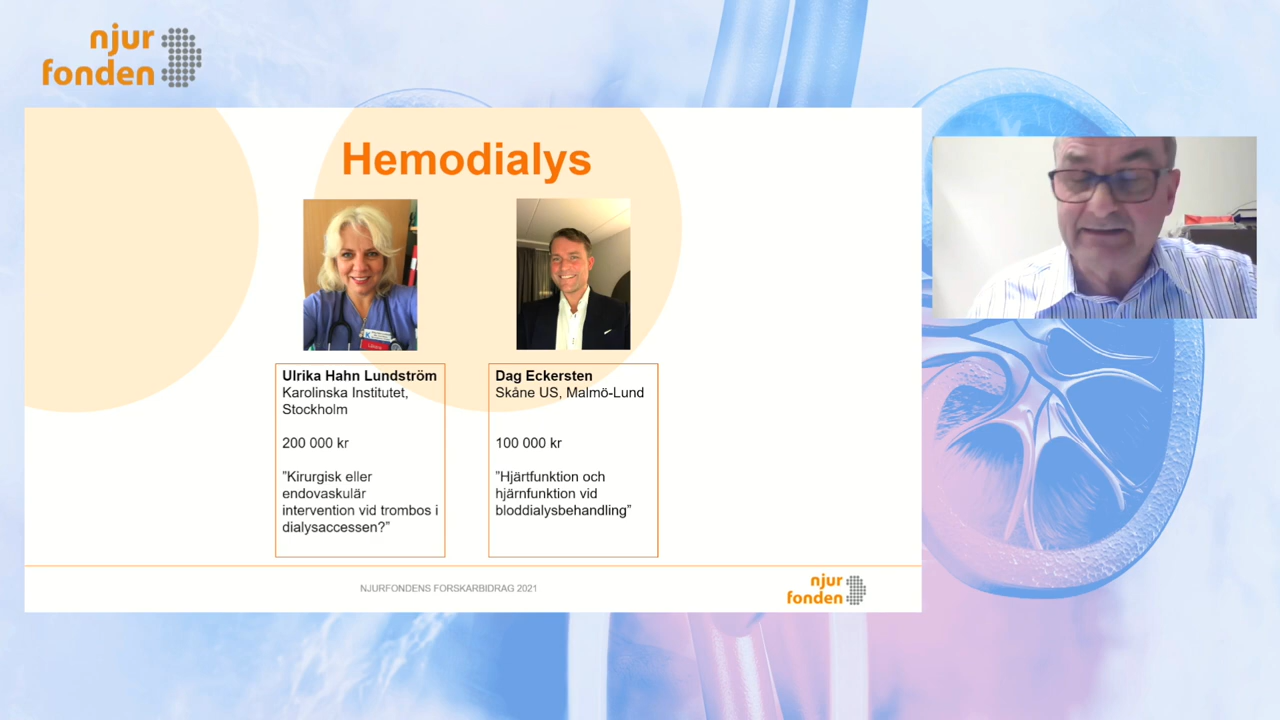 njur
fonden
Hemodialys
Ulrika Hahn Lundström
Karolinska Institutet,
Stockholm
200 000 kr
”Kirurgisk eller
endovaskulär
intervention vid trombos i
dialysaccessen?”
Dag Eckersten
Skåne US, Malmö-Lund
100 000 kr
”Hjärtfunktion och
hjärnfunktion vid
bloddialysbehandling”
NJURFONDENS FORSKARBIDRAG 2021
njur
fonden